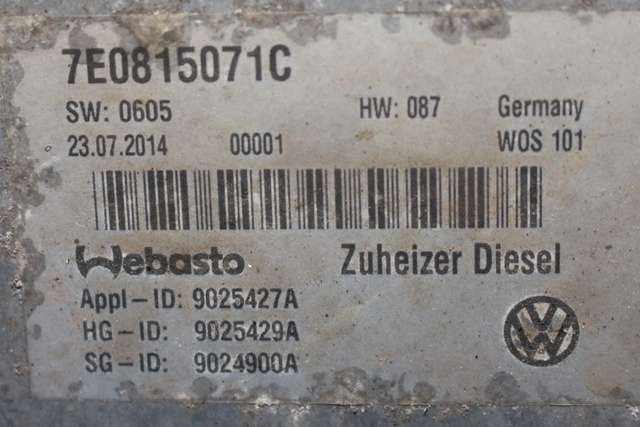 7E0815071C
SW: 0605 HW: 087 Germany
23.07.2014 00001 WOS 101
Webasto Zuheizer Diesel
Appl-ID: 9025427A
HG-ID: 9025429A
SG-ID: 9024900A